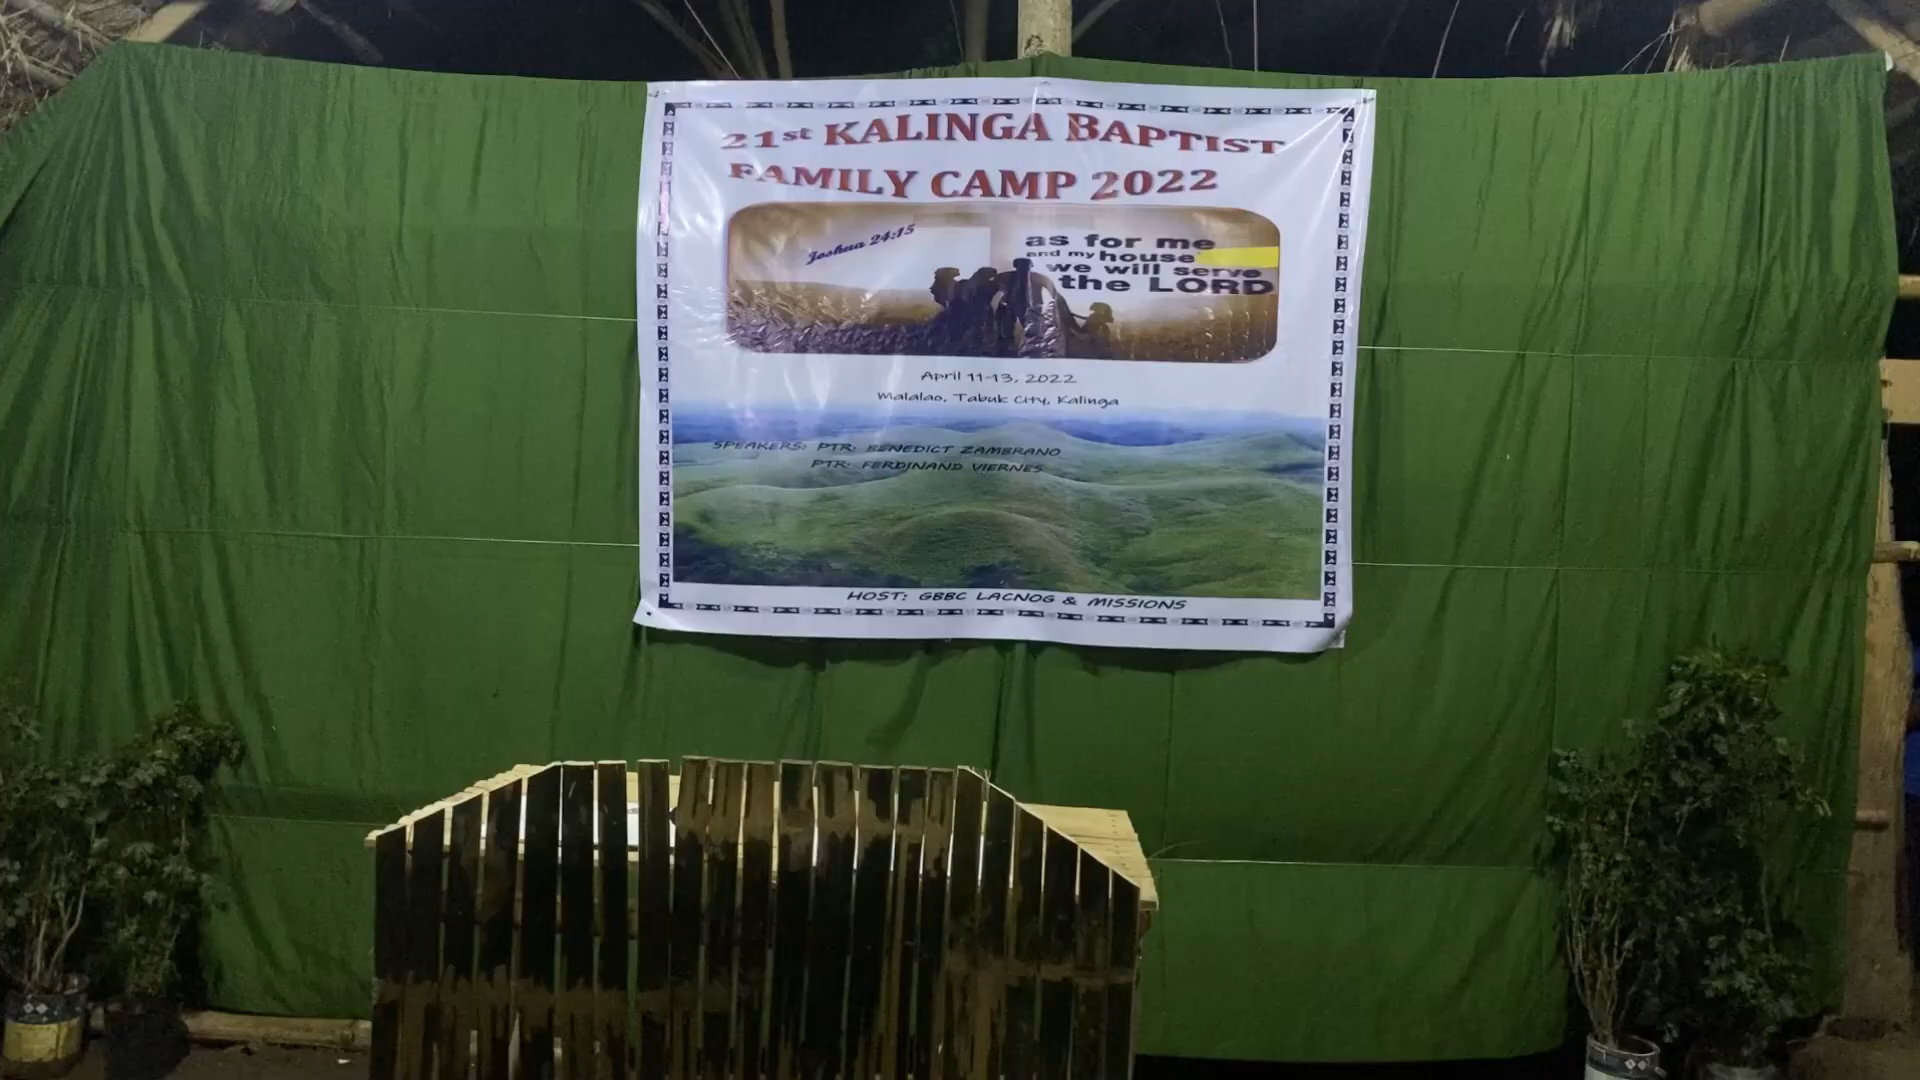 21st KALINGA BAPTIST
FAMILY CAMP 2022
Joshua 24:15
as for me
and my house
we will serve
the LORD
April 11-13, 2022
Malalao, Tabuk City, Kalinga
SPEAKERS: PTR: BENEDICT ZAMBRANO
PTR: FERDINAND VIERNES
HOST: GBBC LACNOG & MISSIONS